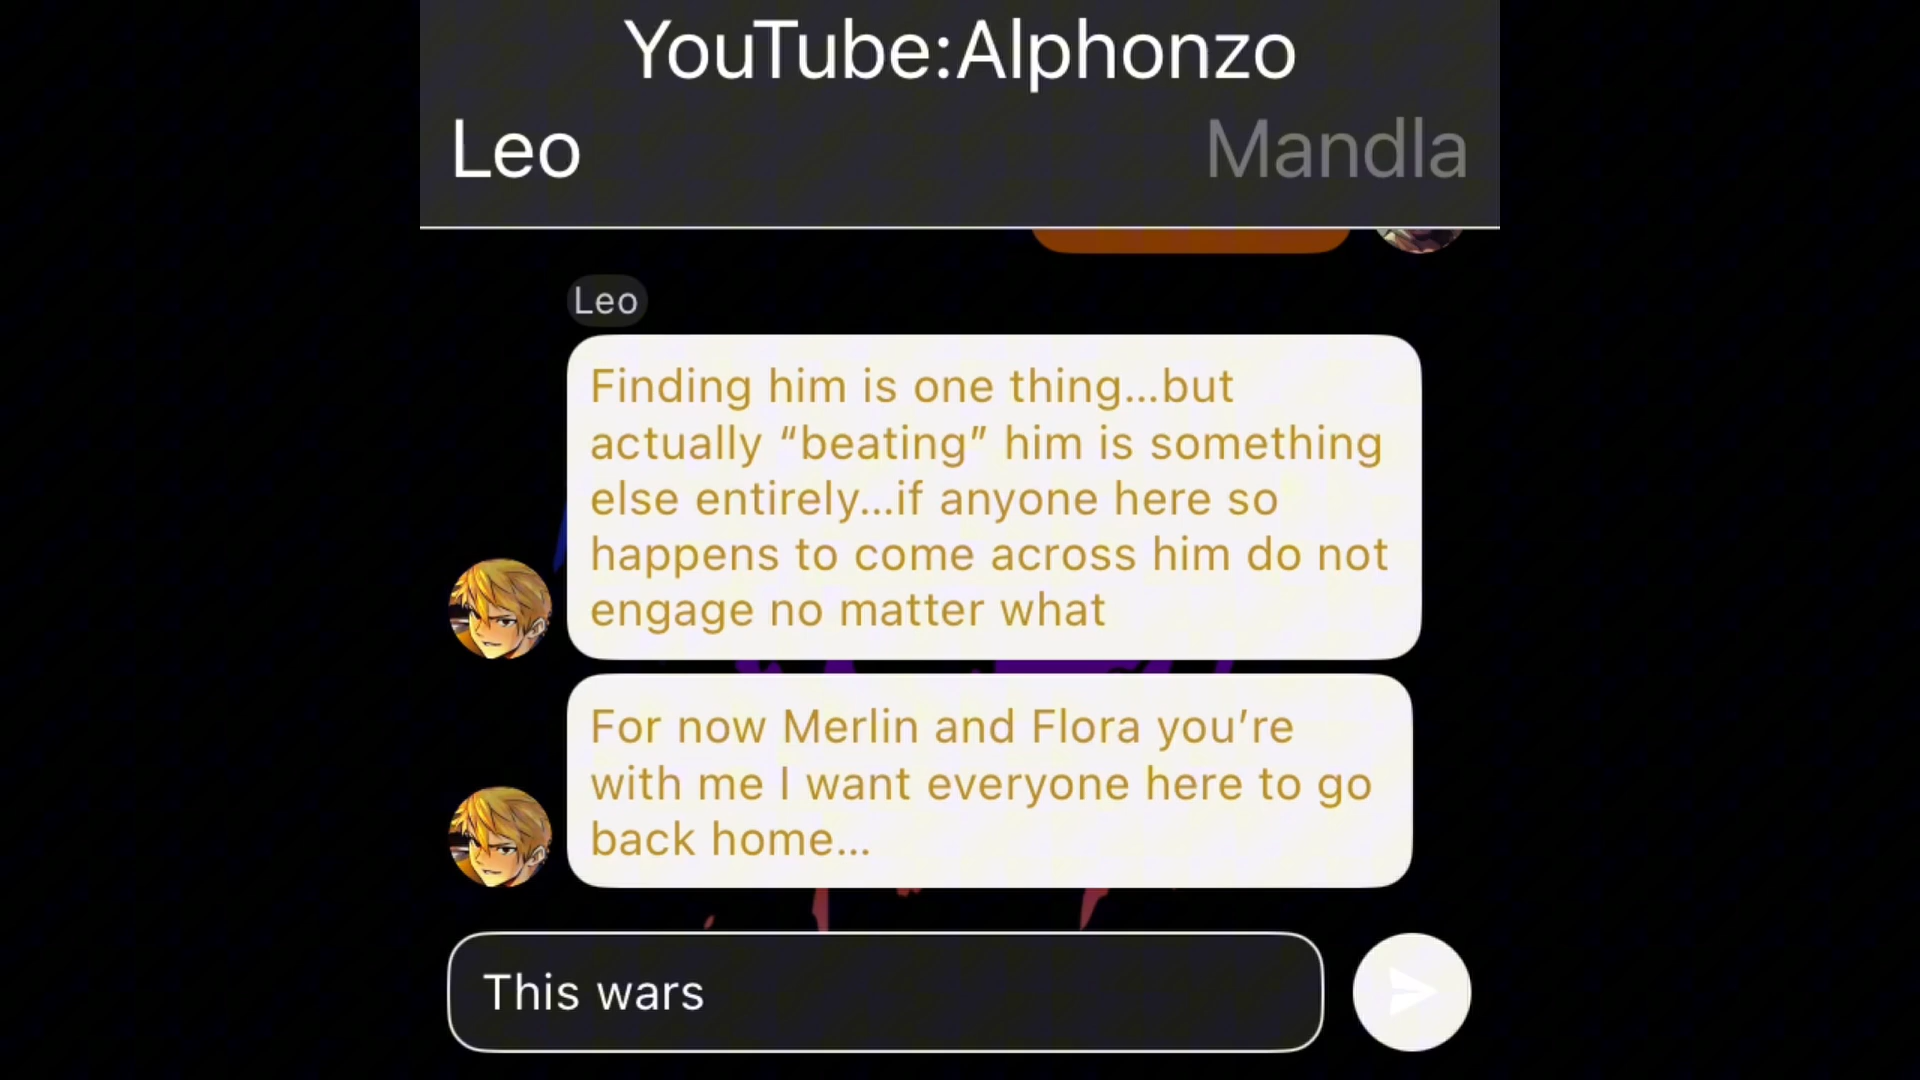 YouTube:Alphonzo
Leo
Mandla
Leo
Finding him is one thing...but
actually “beating” him is something
else entirely...if anyone here so
happens to come across him do not
engage no matter what
For now Merlin and Flora you’re
with me I want everyone here to go
back home...
This wars